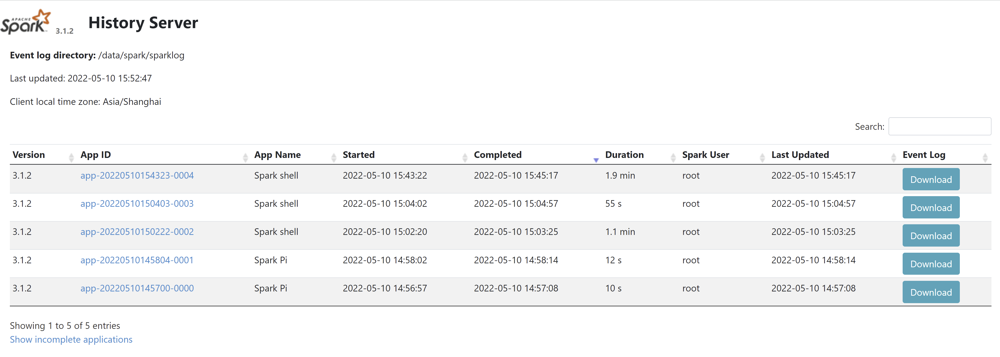 APACHE
Spark™ 3.1.2 History Server
Event log directory: /data/spark/sparklog
Last updated: 2022-05-10 15:52:47
Client local time zone: Asia/Shanghai
Search:
Version App ID App Name Started Completed Duration Spark User Last Updated Event Log
3.1.2 app-20220510154323-0004 Spark shell 2022-05-10 15:43:22 2022-05-10 15:45:17 1.9 min root 2022-05-10 15:45:17 Download
3.1.2 app-20220510150403-0003 Spark shell 2022-05-10 15:04:02 2022-05-10 15:04:57 55 s root 2022-05-10 15:04:57 Download
3.1.2 app-20220510150222-0002 Spark shell 2022-05-10 15:02:20 2022-05-10 15:03:25 1.1 min root 2022-05-10 15:03:25 Download
3.1.2 app-20220510145804-0001 Spark Pi 2022-05-10 14:58:02 2022-05-10 14:58:14 12 s root 2022-05-10 14:58:14 Download
3.1.2 app-20220510145700-0000 Spark Pi 2022-05-10 14:56:57 2022-05-10 14:57:08 10 s root 2022-05-10 14:57:08 Download
Showing 1 to 5 of 5 entries
Show incomplete applications